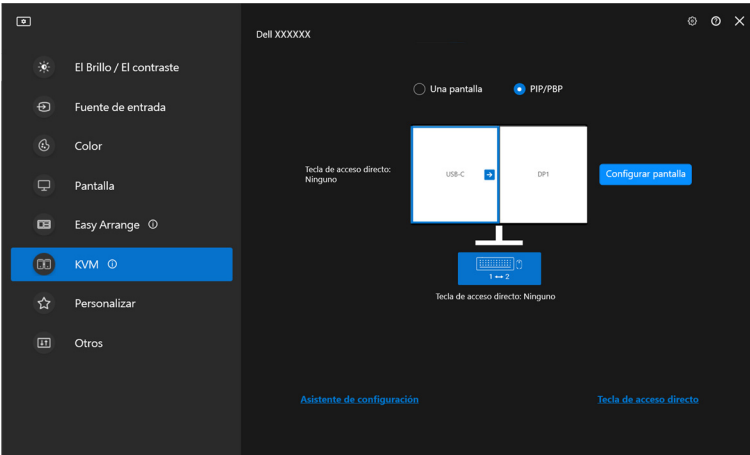 Dell XXXXXX
El Brillo / El contraste
Fuente de entrada
Color
Pantalla
Easy Arrange
KVM
Personalizar
Otros
Una pantalla
PIP/PBP
Tecla de acceso directo:
Ninguno
USB-C
DP1
Configurar pantalla
1 ↔ 2
Tecla de acceso directo: Ninguno
Asistente de configuración
Tecla de acceso directo